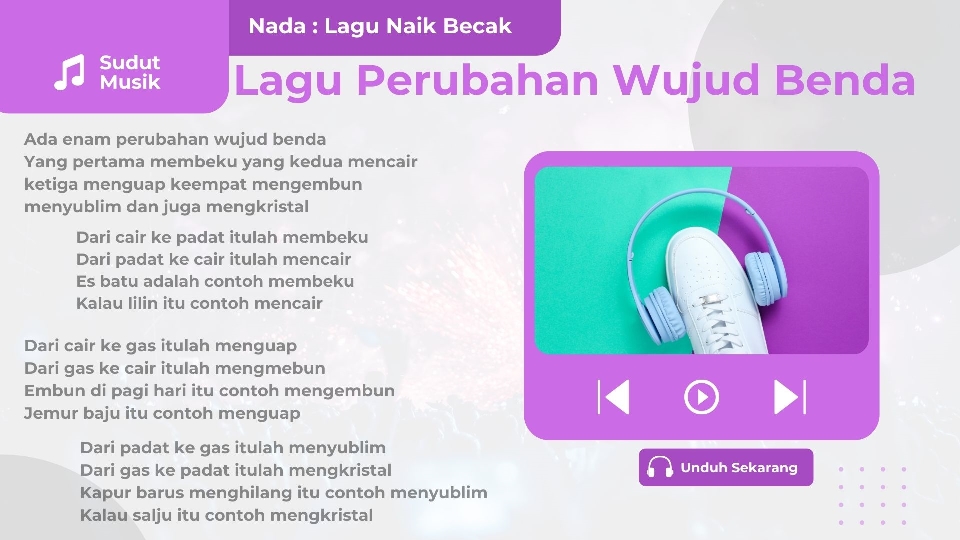 Nada : Lagu Naik Becak
Sudut
Musik
Lagu Perubahan Wujud Benda
Ada enam perubahan wujud benda
Yang pertama membeku yang kedua mencair
ketiga menguap keempat mengembun
menyublim dan juga mengkristal
Dari cair ke padat itulah membeku
Dari padat ke cair itulah mencair
Es batu adalah contoh membeku
Kalau lilin itu contoh mencair
Dari cair ke gas itulah menguap
Dari gas ke cair itulah mengmebun
Embun di pagi hari itu contoh mengembun
Jemur baju itu contoh menguap
Dari padat ke gas itulah menyublim
Dari gas ke padat itulah mengkristal
Kapur barus menghilang itu contoh menyublim
Kalau salju itu contoh mengkristal
Unduh Sekarang